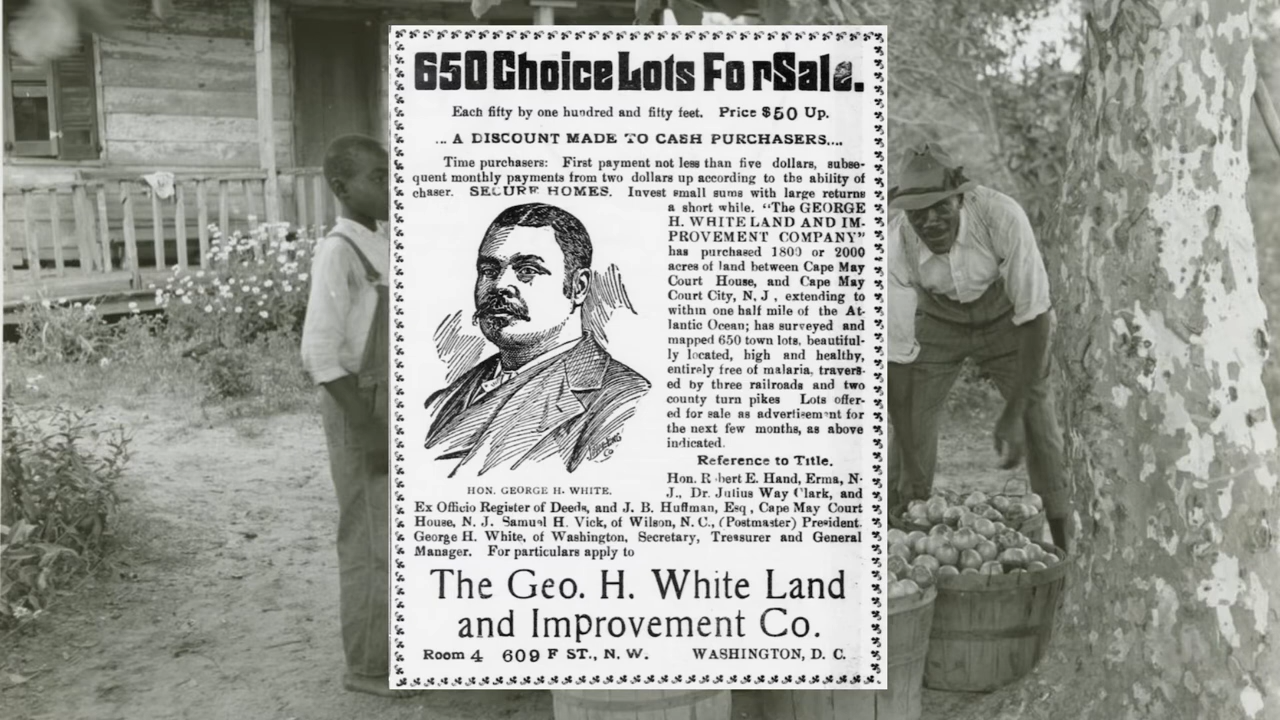 650 Choice Lots For Sale.
Each fifty by one hundred and fifty feet. Price $50 Up.
... A DISCOUNT MADE TO CASH PURCHASERS....
Time purchasers: First payment not less than five dollars, subse-
quent monthly payments from two dollars up according to the ability of
chaser. SECURE HOMES. Invest small sums with large returns
a short while. "The GEORGE
H. WHITE LAND AND IM-
PROVEMENT COMPANY"
has purchased 1800 or 2000
acres of land between Cape May
Court House, and Cape May
Court City, N. J, extending to
within one half mile of the At-
lantic Ocean; has surveyed and
mapped 650 town lots, beautiful-
ly located, high and healthy,
entirely free of malaria, travers-
ed by three railroads and two
county turn pikes Lots offer-
ed for sale as advertisement for
the next few months, as above
indicated.
Reference to Title.
HON. GEORGE H. WHITE.
Hon. Robert E. Hand, Erma, N-
J., Dr. Julius Way Clark, and
Ex Officio Register of Deeds, and J. B. Huffman, Esq, Cape May Court
House, N. J. Samuel H. Vick, of Wilson, N. C., (Postmaster) President.
George H. White, of Washington, Secretary, Treasurer and General
Manager. For particulars apply to
The Geo. H. White Land
and Improvement Co.
Room 4 609 F ST., N. W. WASHINGTON, D. C.